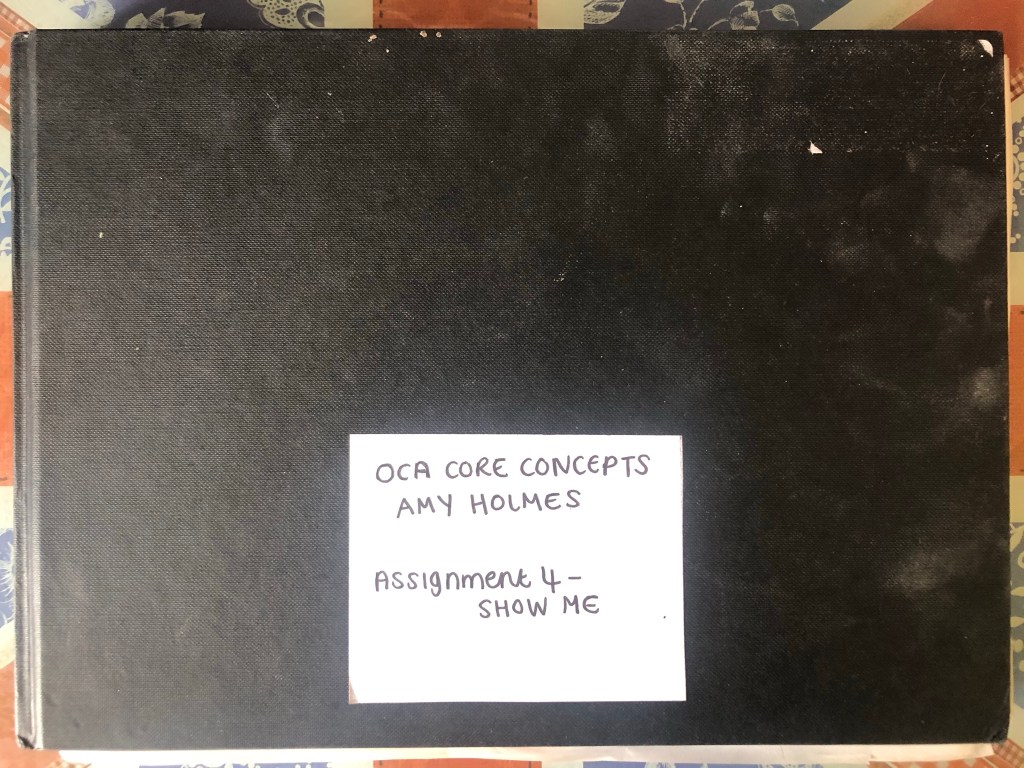 OCA CORE CONCEPTS
AMY HOLMES
Assignment 4 -
SHOW ME